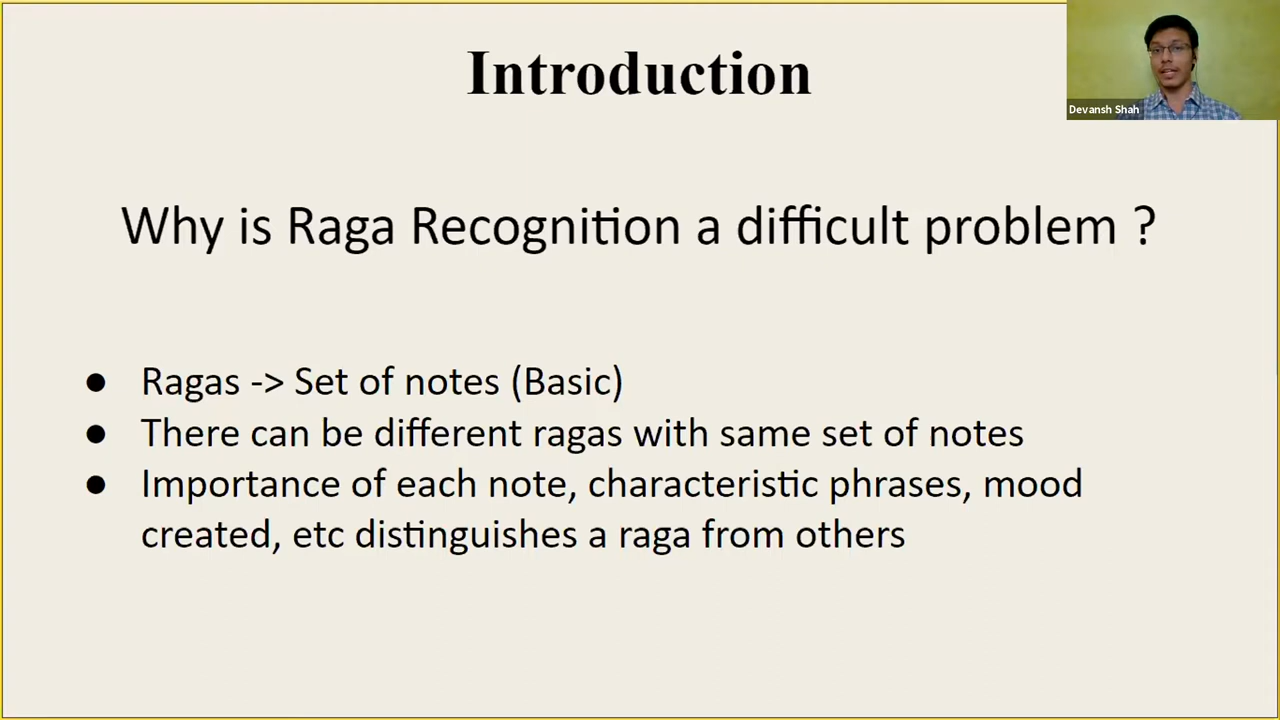 Introduction
Devansh Shah
Why is Raga Recognition a difficult problem ?
● Ragas -> Set of notes (Basic)
● There can be different ragas with same set of notes
● Importance of each note, characteristic phrases, mood
created, etc distinguishes a raga from others